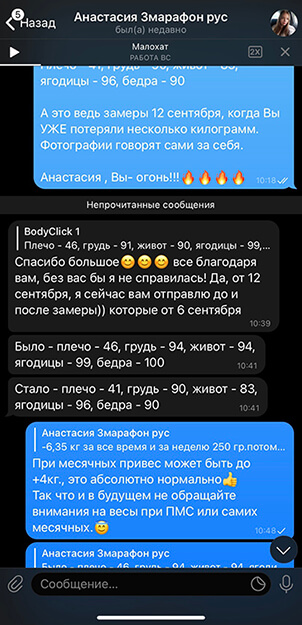 5
Назад
Анастасия Змарафон рус
был(а) недавно
Малохат
РАБОТА ВС
2X
ягодицы - 96, бедра - 90
А это ведь замеры 12 сентября, когда Вы
УЖЕ потеряли несколько килограмм.
Фотографии говорят сами за себя.
Анастасия , Вы- огонь!!!🔥🔥🔥🔥
10:18
Непрочитанные сообщения
BodyClick 1
Плечо - 46, грудь - 91, живот - 90, ягодицы - 99,...
Спасибо большое😊😊😊 все благодаря
вам, без вас бы я не справилась! Да, от 12
сентября, я сейчас вам отправлю до и
после замеры)) которые от 6 сентября
10:39
Было - плечо - 46, грудь - 94, живот - 94,
ягодицы - 99, бедра - 100
10:41
Стало - плечо - 41, грудь - 90, живот - 83,
ягодицы - 96, бедра - 90
10:41
Анастасия Змарафон рус
-6,35 кг за все время и за неделю 250 гр.потом...
При месячных привес может быть до
+4кг., это абсолютно нормально👍
Так что и в будущем не обращайте
внимания на весы при ПМС или самих
месячных.😇
10:48
Анастасия Змарафон рус
Было - плечо - 46, грудь - 94, живот - 94, ягоди
Сообщение...